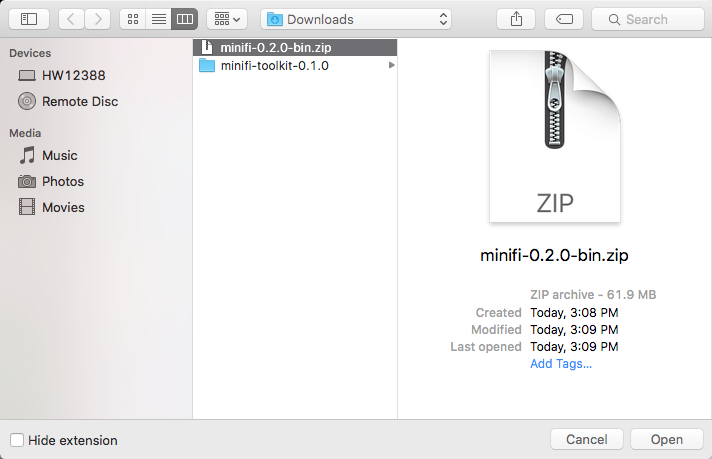 Downloads
Search
Devices
HW12388
Remote Disc
Media
Music
Photos
Movies
minifi-0.2.0-bin.zip
minifi-toolkit-0.1.0
ZIP
minifi-0.2.0-bin.zip
ZIP archive - 61.9 MB
Created Today, 3:08 PM
Modified Today, 3:09 PM
Last opened Today, 3:09 PM
Add Tags...
Hide extension
Cancel
Open